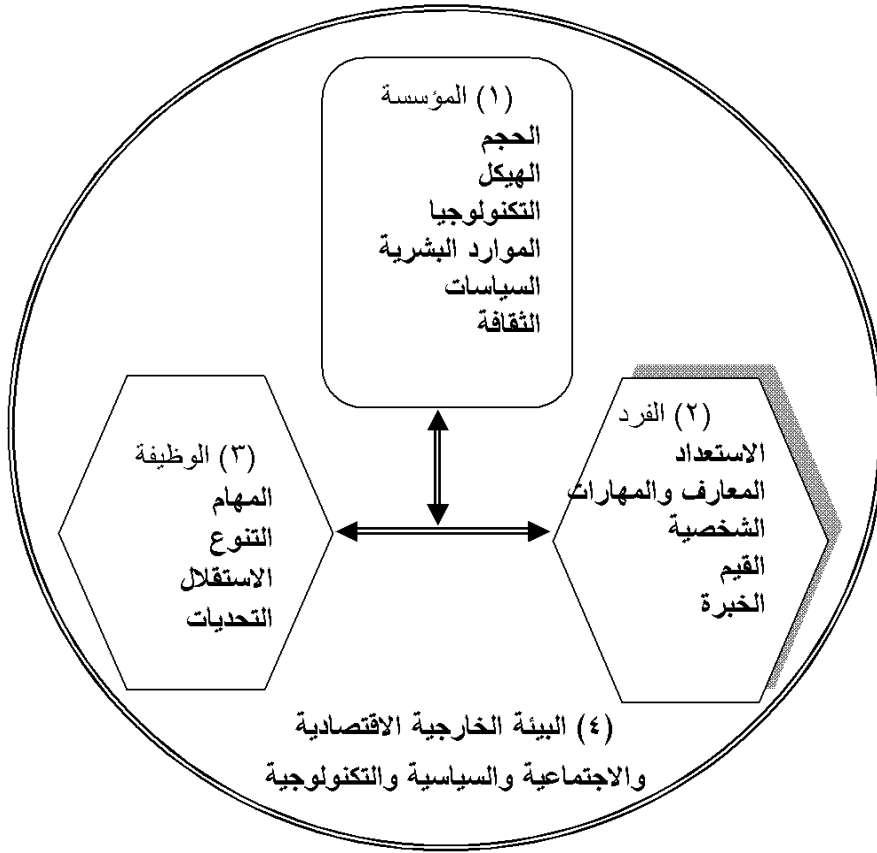 (١) المؤسسة
الحجم
الهيكل
التكنولوجيا
الموارد البشرية
السياسات
الثقافة
(٢) الفرد
الاستعداد
المعارف والمهارات
الشخصية
القيم
الخبرة
(٣) الوظيفة
المهام
التنوع
الاستقلال
التحديات
(٤) البيئة الخارجية الاقتصادية
والاجتماعية والسياسية والتكنولوجية